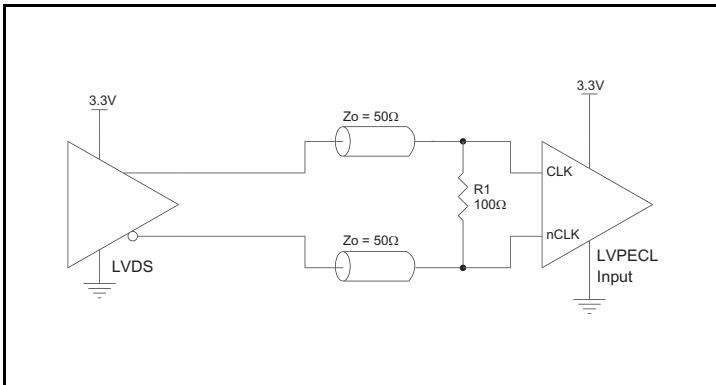 3.3V
3.3V
Zo = 50Ω
CLK
R1
100Ω
nCLK
Zo = 50Ω
LVDS
LVPECL
Input